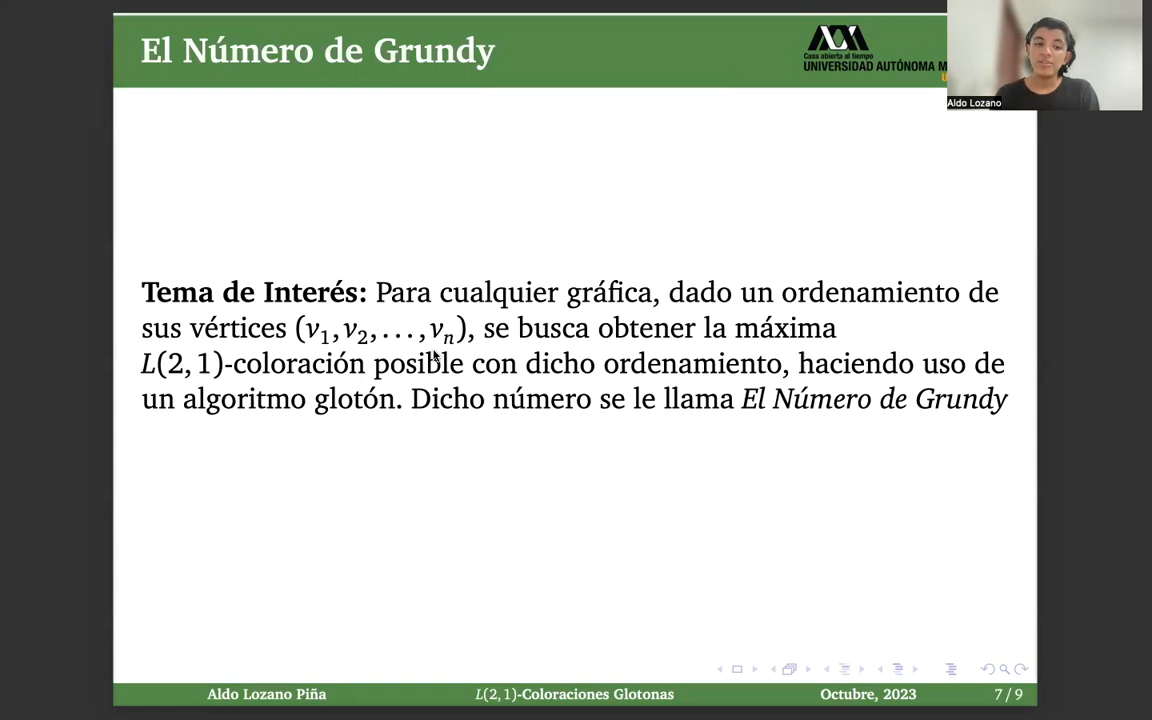 El Número de Grundy
Casa abierta al tiempo
UNIVERSIDAD AUTÓNOMA M
Aldo Lozano
Tema de Interés: Para cualquier gráfica, dado un ordenamiento de
sus vértices (v₁, v₂, . . . , vₙ), se busca obtener la máxima
L(2, 1)-coloración posible con dicho ordenamiento, haciendo uso de
un algoritmo glotón. Dicho número se le llama El Número de Grundy
Aldo Lozano Piña L(2, 1)-Coloraciones Glotonas Octubre, 2023 7 / 9